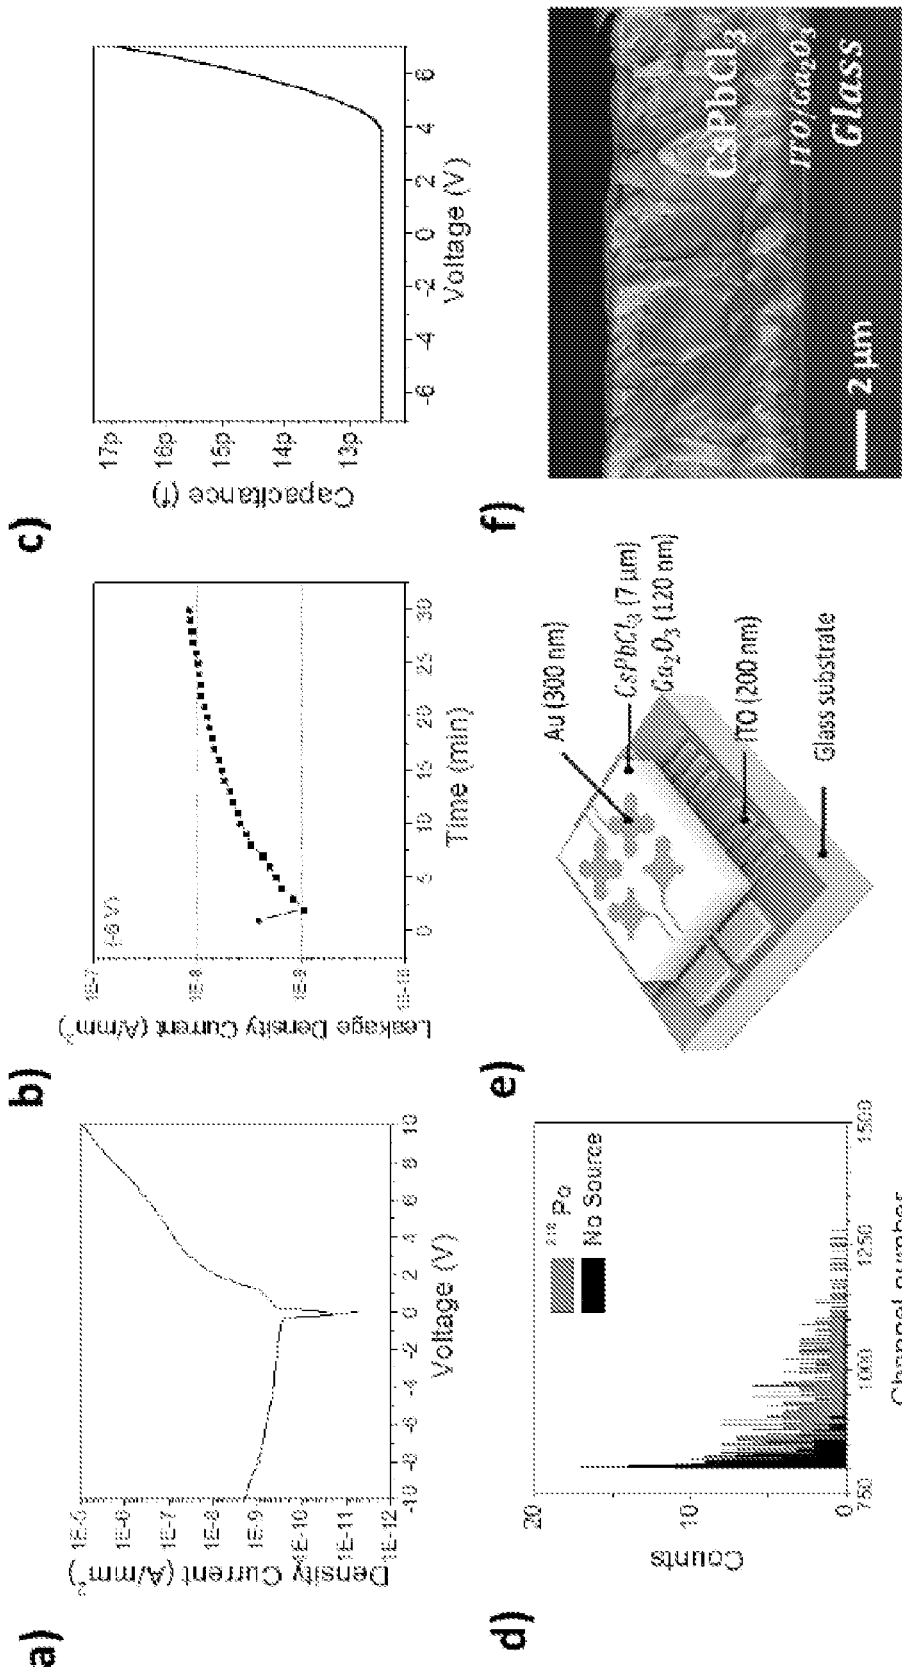 a)
1E-5
1E-6
1E-7
1E-8
1E-9
1E-10
1E-11
1E-12
Density Current (A/mm²)
-10
-8
-6
-4
-2
0
2
4
6
8
10
Voltage (V)
b)
(-8 V)
1E-7
1E-8
1E-9
1E-10
Leakage Density Current (A/mm²)
0
5
10
15
20
25
30
Time (min)
c)
17p
16p
15p
14p
13p
Capacitance (f)
-6
-4
-2
0
2
4
6
Voltage (V)
d)
20
10
0
Counts
Po
No Source
750
1000
1250
1500
Channel number
e)
Au (300 nm)
CsPbCl₃ (7 μm)
Ga₂O₃ (120 nm)
ITO (200 nm)
Glass substrate
f)
CsPbCl₃
ITO/Ga₂O₃
Glass
2 μm